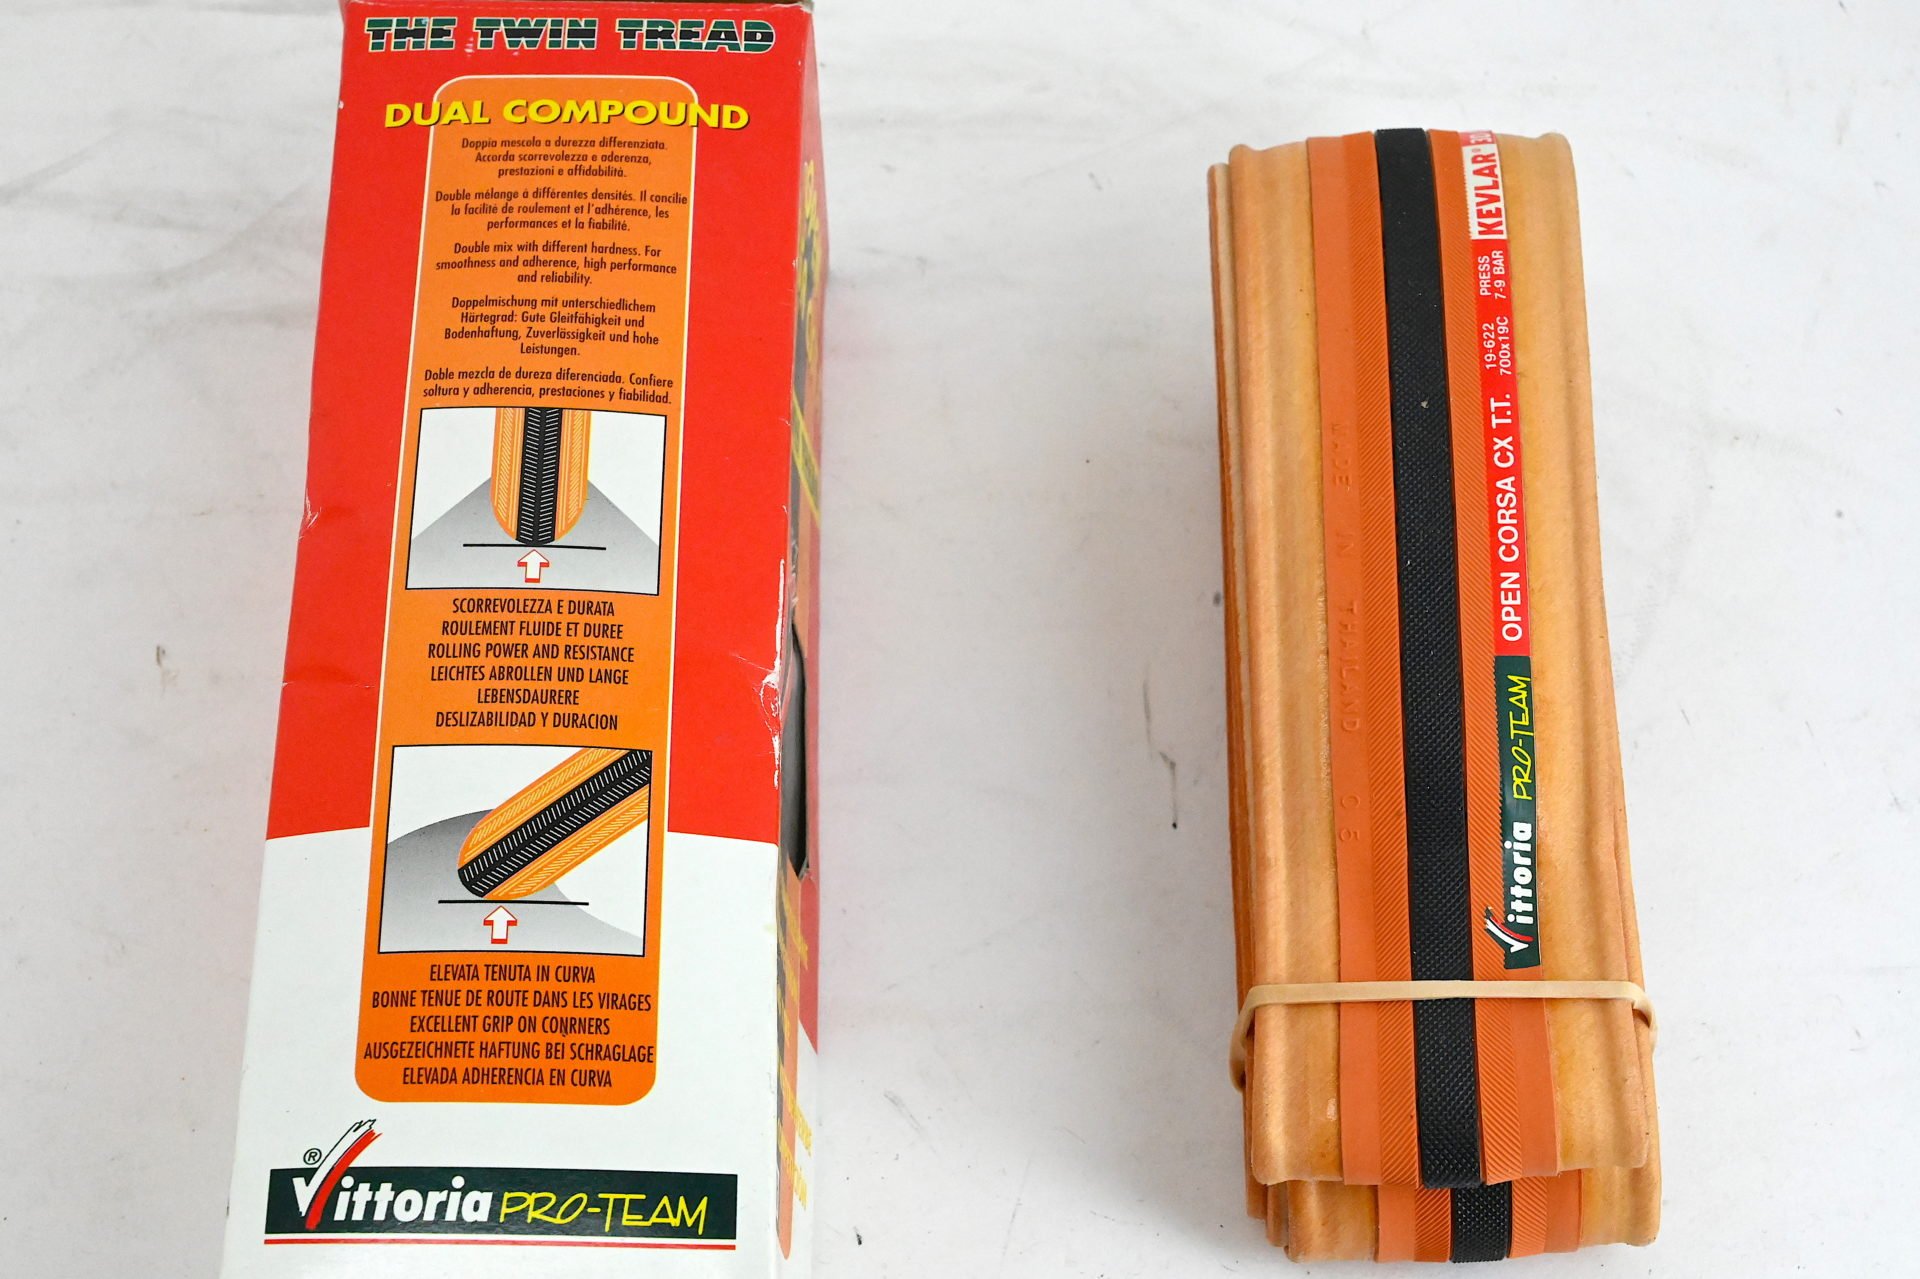 THE TWIN TREAD
DUAL COMPOUND
Doppia mescola a durezza differenziata.
Accorda scorrevolezza e aderenza,
prestazioni e affidabilità.
Double mélange á différentes densités. Il concilie
la facilité de roulement et l'adhérence, les
performances et la fiabilité.
Double mix with different hardness. For
smoothness and adherence, high performance
and reliability.
Doppelmischung mit unterschiedlichem
Härtegrad: Gute Gleitfähigkeit und
Bodenhaftung, Zuverlässigkeit und hohe
Leistungen.
Doble mezcla de dureza diferenciada. Confiere
soltura y adherencia, prestaciones y fiabilidad.
SCORREVOLEZZA E DURATA
ROULEMENT FLUIDE ET DUREE
ROLLING POWER AND RESISTANCE
LEICHTES ABROLLEN UND LANGE
LEBENSDAURERE
DESLIZABILIDAD Y DURACION
ELEVATA TENUTA IN CURVA
BONNE TENUE DE ROUTE DANS LES VIRAGES
EXCELLENT GRIP ON CONRNERS
AUSGEZEICHNETE HAFTUNG BEI SCHRAGLAGE
ELEVADA ADHERENCIA EN CURVA
® Vittoria PRO-TEAM
MADE IN THAILAND C 5
Vittoria PRO-TEAM OPEN CORSA CX T.T.
19-622
700x19C
PRESS
7-9 BAR
KEVLAR®